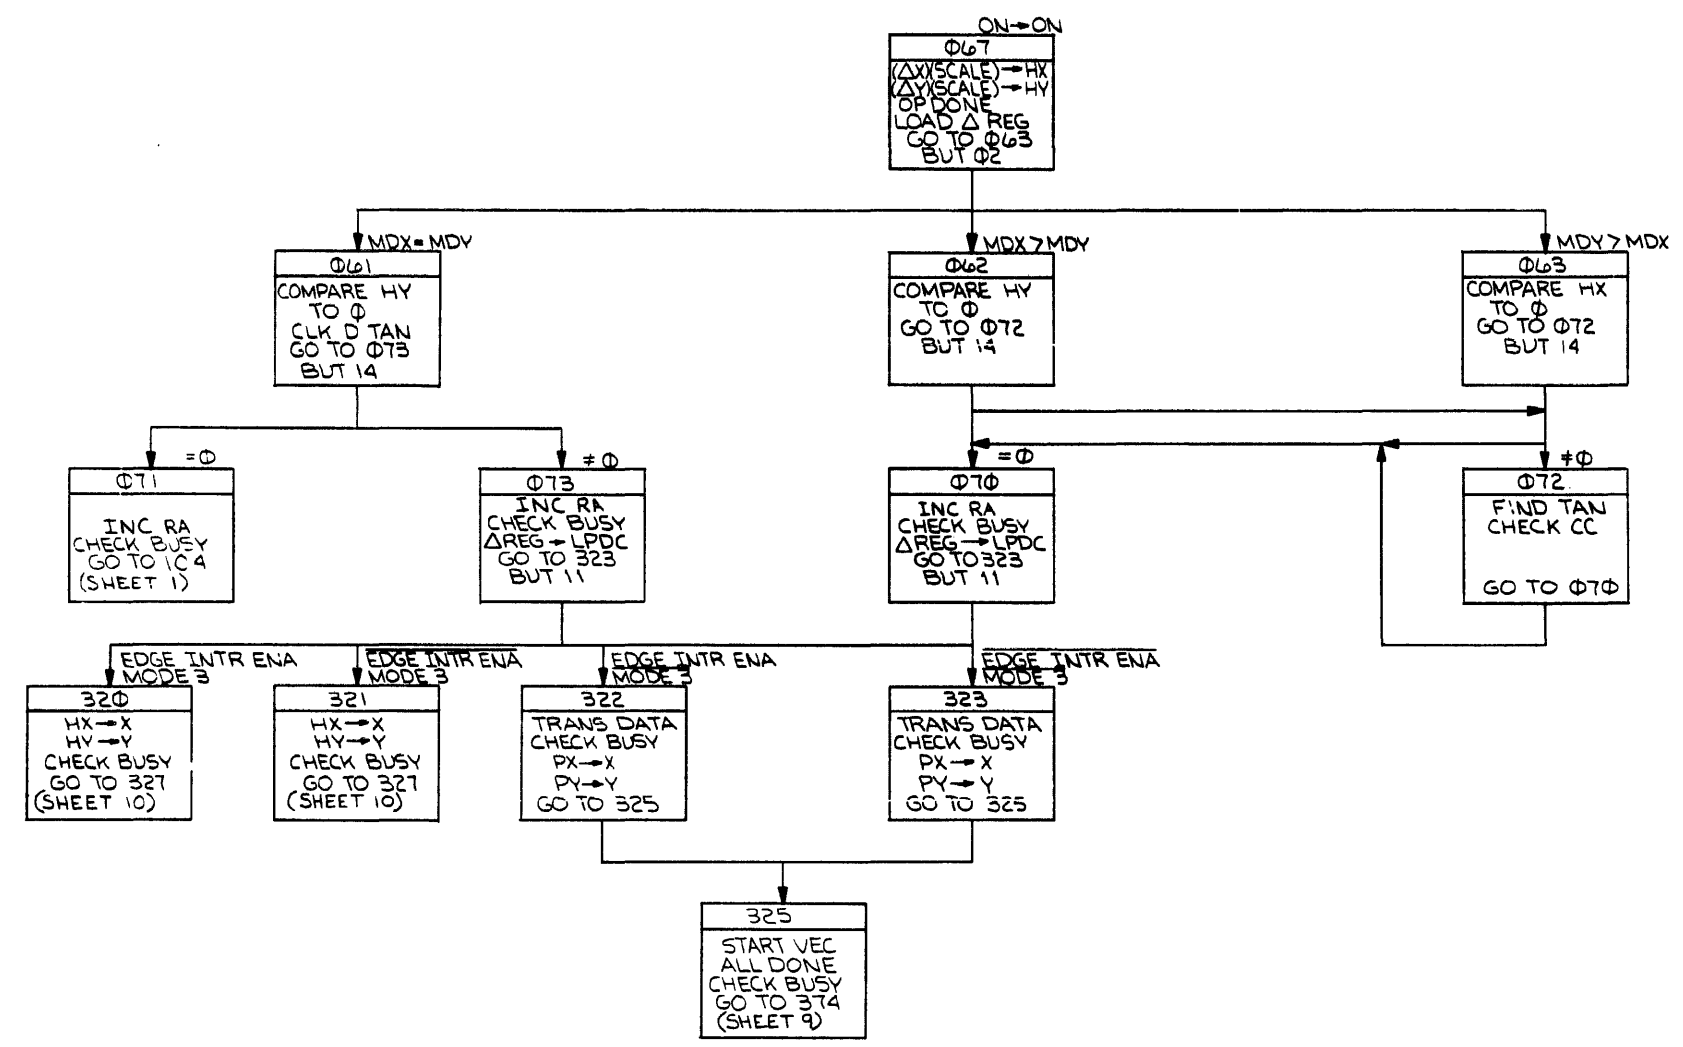 ON→ON
Φ67
(ΔX)(SCALE)→HX
(ΔY)(SCALE)→HY
OP DONE
LOAD Δ REG
GO TO Φ63
BUT Φ2
MDX=MDY
Φ61
COMPARE HY
TO Φ
CLK D TAN
GO TO Φ73
BUT 14
MDX>MDY
Φ62
COMPARE HY
TO Φ
GO TO Φ72
BUT 14
MDY>MDX
Φ63
COMPARE HX
TO Φ
GO TO Φ72
BUT 14
=Φ
Φ71
INC RA
CHECK BUSY
GO TO 1C4
(SHEET 1)
≠Φ
Φ73
INC RA
CHECK BUSY
ΔREG→LPDC
GO TO 323
BUT 11
=Φ
Φ7Φ
INC RA
CHECK BUSY
ΔREG→LPDC
GO TO 323
BUT 11
≠Φ
Φ72
FIND TAN
CHECK CC
GO TO Φ7Φ
EDGE INTR ENA
MODE 3
32Φ
HX→X
HY→Y
CHECK BUSY
GO TO 327
(SHEET 10)
EDGE INTR ENA
MODE 3
321
HX→X
HY→Y
CHECK BUSY
GO TO 327
(SHEET 10)
EDGE INTR ENA
MODE 3
322
TRANS DATA
CHECK BUSY
PX→X
PY→Y
GO TO 325
EDGE INTR ENA
MODE 3
323
TRANS DATA
CHECK BUSY
PX→X
PY→Y
GO TO 325
325
START VEC
ALL DONE
CHECK BUSY
GO TO 374
(SHEET 9)